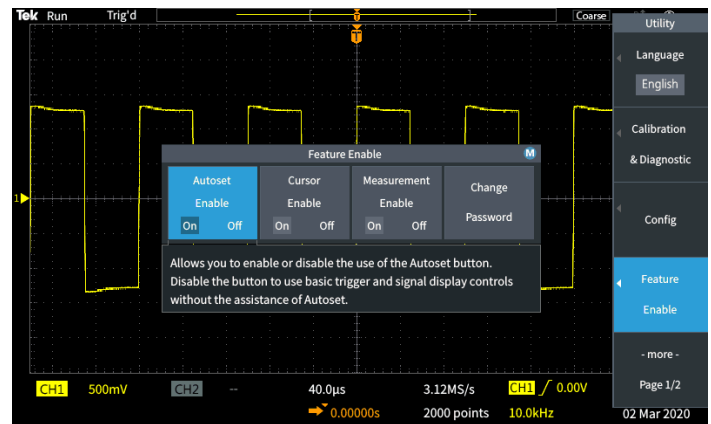 Tek Run Trig'd Coarse
T
Utility
Language
English
Calibration
& Diagnostic
Config
Feature
Enable
- more -
Page 1/2
Feature Enable M
Autoset Enable On Off
Cursor Enable On Off
Measurement Enable On Off
Change Password
Allows you to enable or disable the use of the Autoset button.
Disable the button to use basic trigger and signal display controls
without the assistance of Autoset.
1
CH1 500mV CH2 -- 40.0µs 3.12MS/s CH1 0.00V
0.00000s 2000 points 10.0kHz 02 Mar 2020